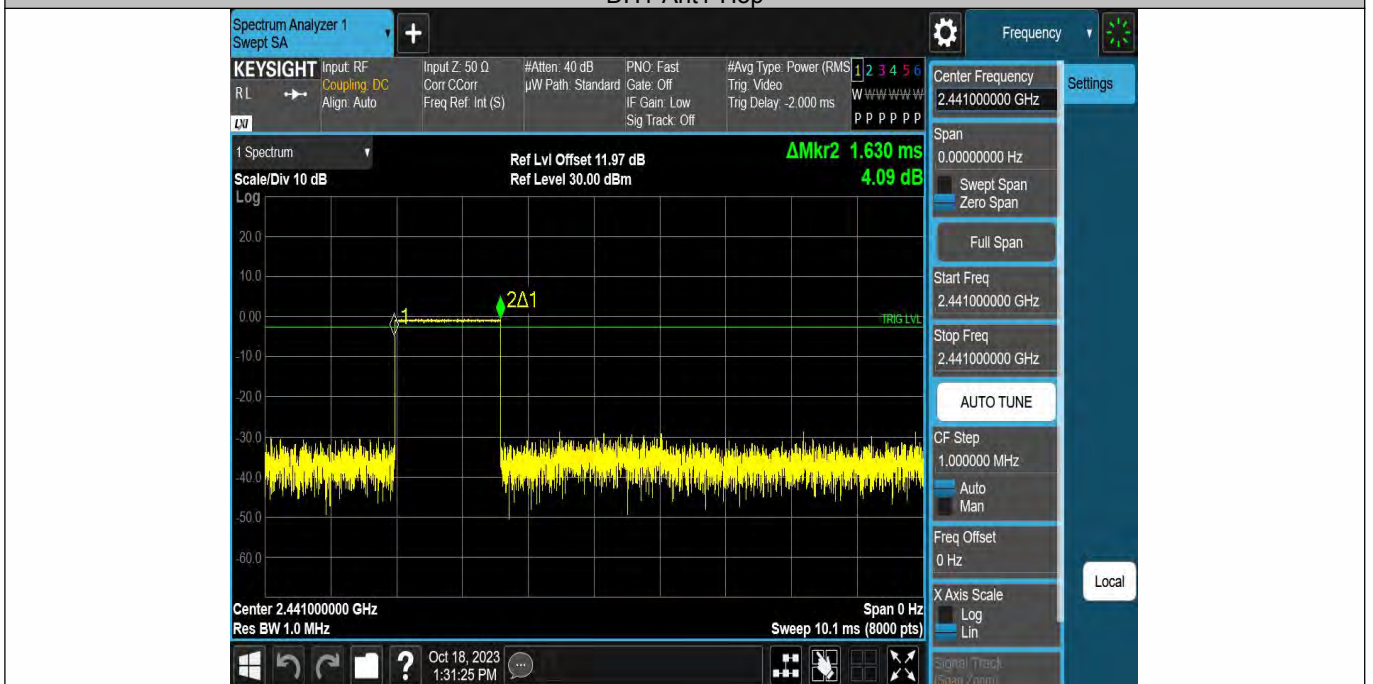 Spectrum Analyzer 1
Swept SA
+
Frequency
KEYSIGHT
RL
LXI
Input: RF
Coupling: DC
Align: Auto
Input Z: 50 Ω
Corr CCorr
Freq Ref: Int (S)
#Atten: 40 dB
µW Path: Standard
PNO: Fast
Gate: Off
IF Gain: Low
Sig Track: Off
#Avg Type: Power (RMS
Trig: Video
Trig Delay: -2.000 ms
1 2 3 4 5 6
W W W W W W
P P P P P P
Center Frequency
2.441000000 GHz
Settings
1 Spectrum
Scale/Div 10 dB
Ref Lvl Offset 11.97 dB
Ref Level 30.00 dBm
ΔMkr2 1.630 ms
4.09 dB
Span
0.00000000 Hz
Swept Span
Zero Span
Full Span
Start Freq
2.441000000 GHz
Stop Freq
2.441000000 GHz
AUTO TUNE
CF Step
1.000000 MHz
Auto
Man
Freq Offset
0 Hz
X Axis Scale
Log
Lin
Signal Track
(Span Zoom)
Local
Log
20.0
10.0
0.00
-10.0
-20.0
-30.0
-40.0
-50.0
-60.0
1
2Δ1
TRIG LVL
Center 2.441000000 GHz
Res BW 1.0 MHz
Span 0 Hz
Sweep 10.1 ms (8000 pts)
?
Oct 18, 2023
1:31:25 PM